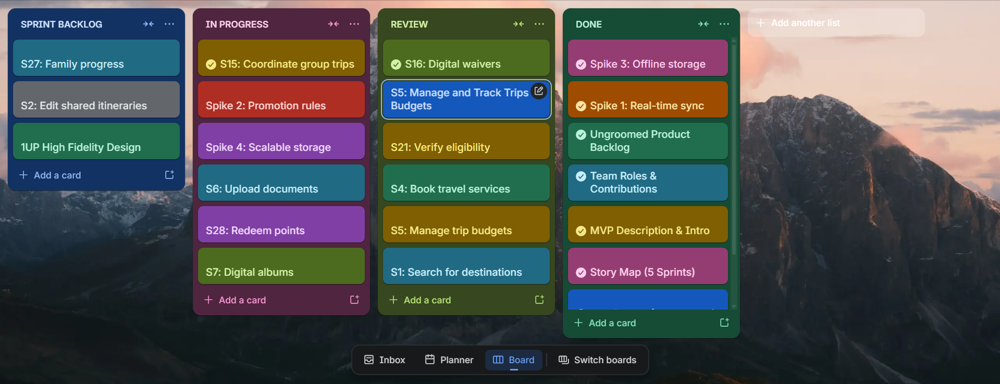 SPRINT BACKLOG
S27: Family progress
S2: Edit shared itineraries
1UP High Fidelity Design
Add a card
IN PROGRESS
S15: Coordinate group trips
Spike 2: Promotion rules
Spike 4: Scalable storage
S6: Upload documents
S28: Redeem points
S7: Digital albums
Add a card
REVIEW
S16: Digital waivers
S5: Manage and Track Trips
Budgets
S21: Verify eligibility
S4: Book travel services
S5: Manage trip budgets
S1: Search for destinations
Add a card
DONE
Spike 3: Offline storage
Spike 1: Real-time sync
Ungroomed Product
Backlog
Team Roles &
Contributions
MVP Description & Intro
Story Map (5 Sprints)
Add a card
Add another list
Inbox
Planner
Board
Switch boards